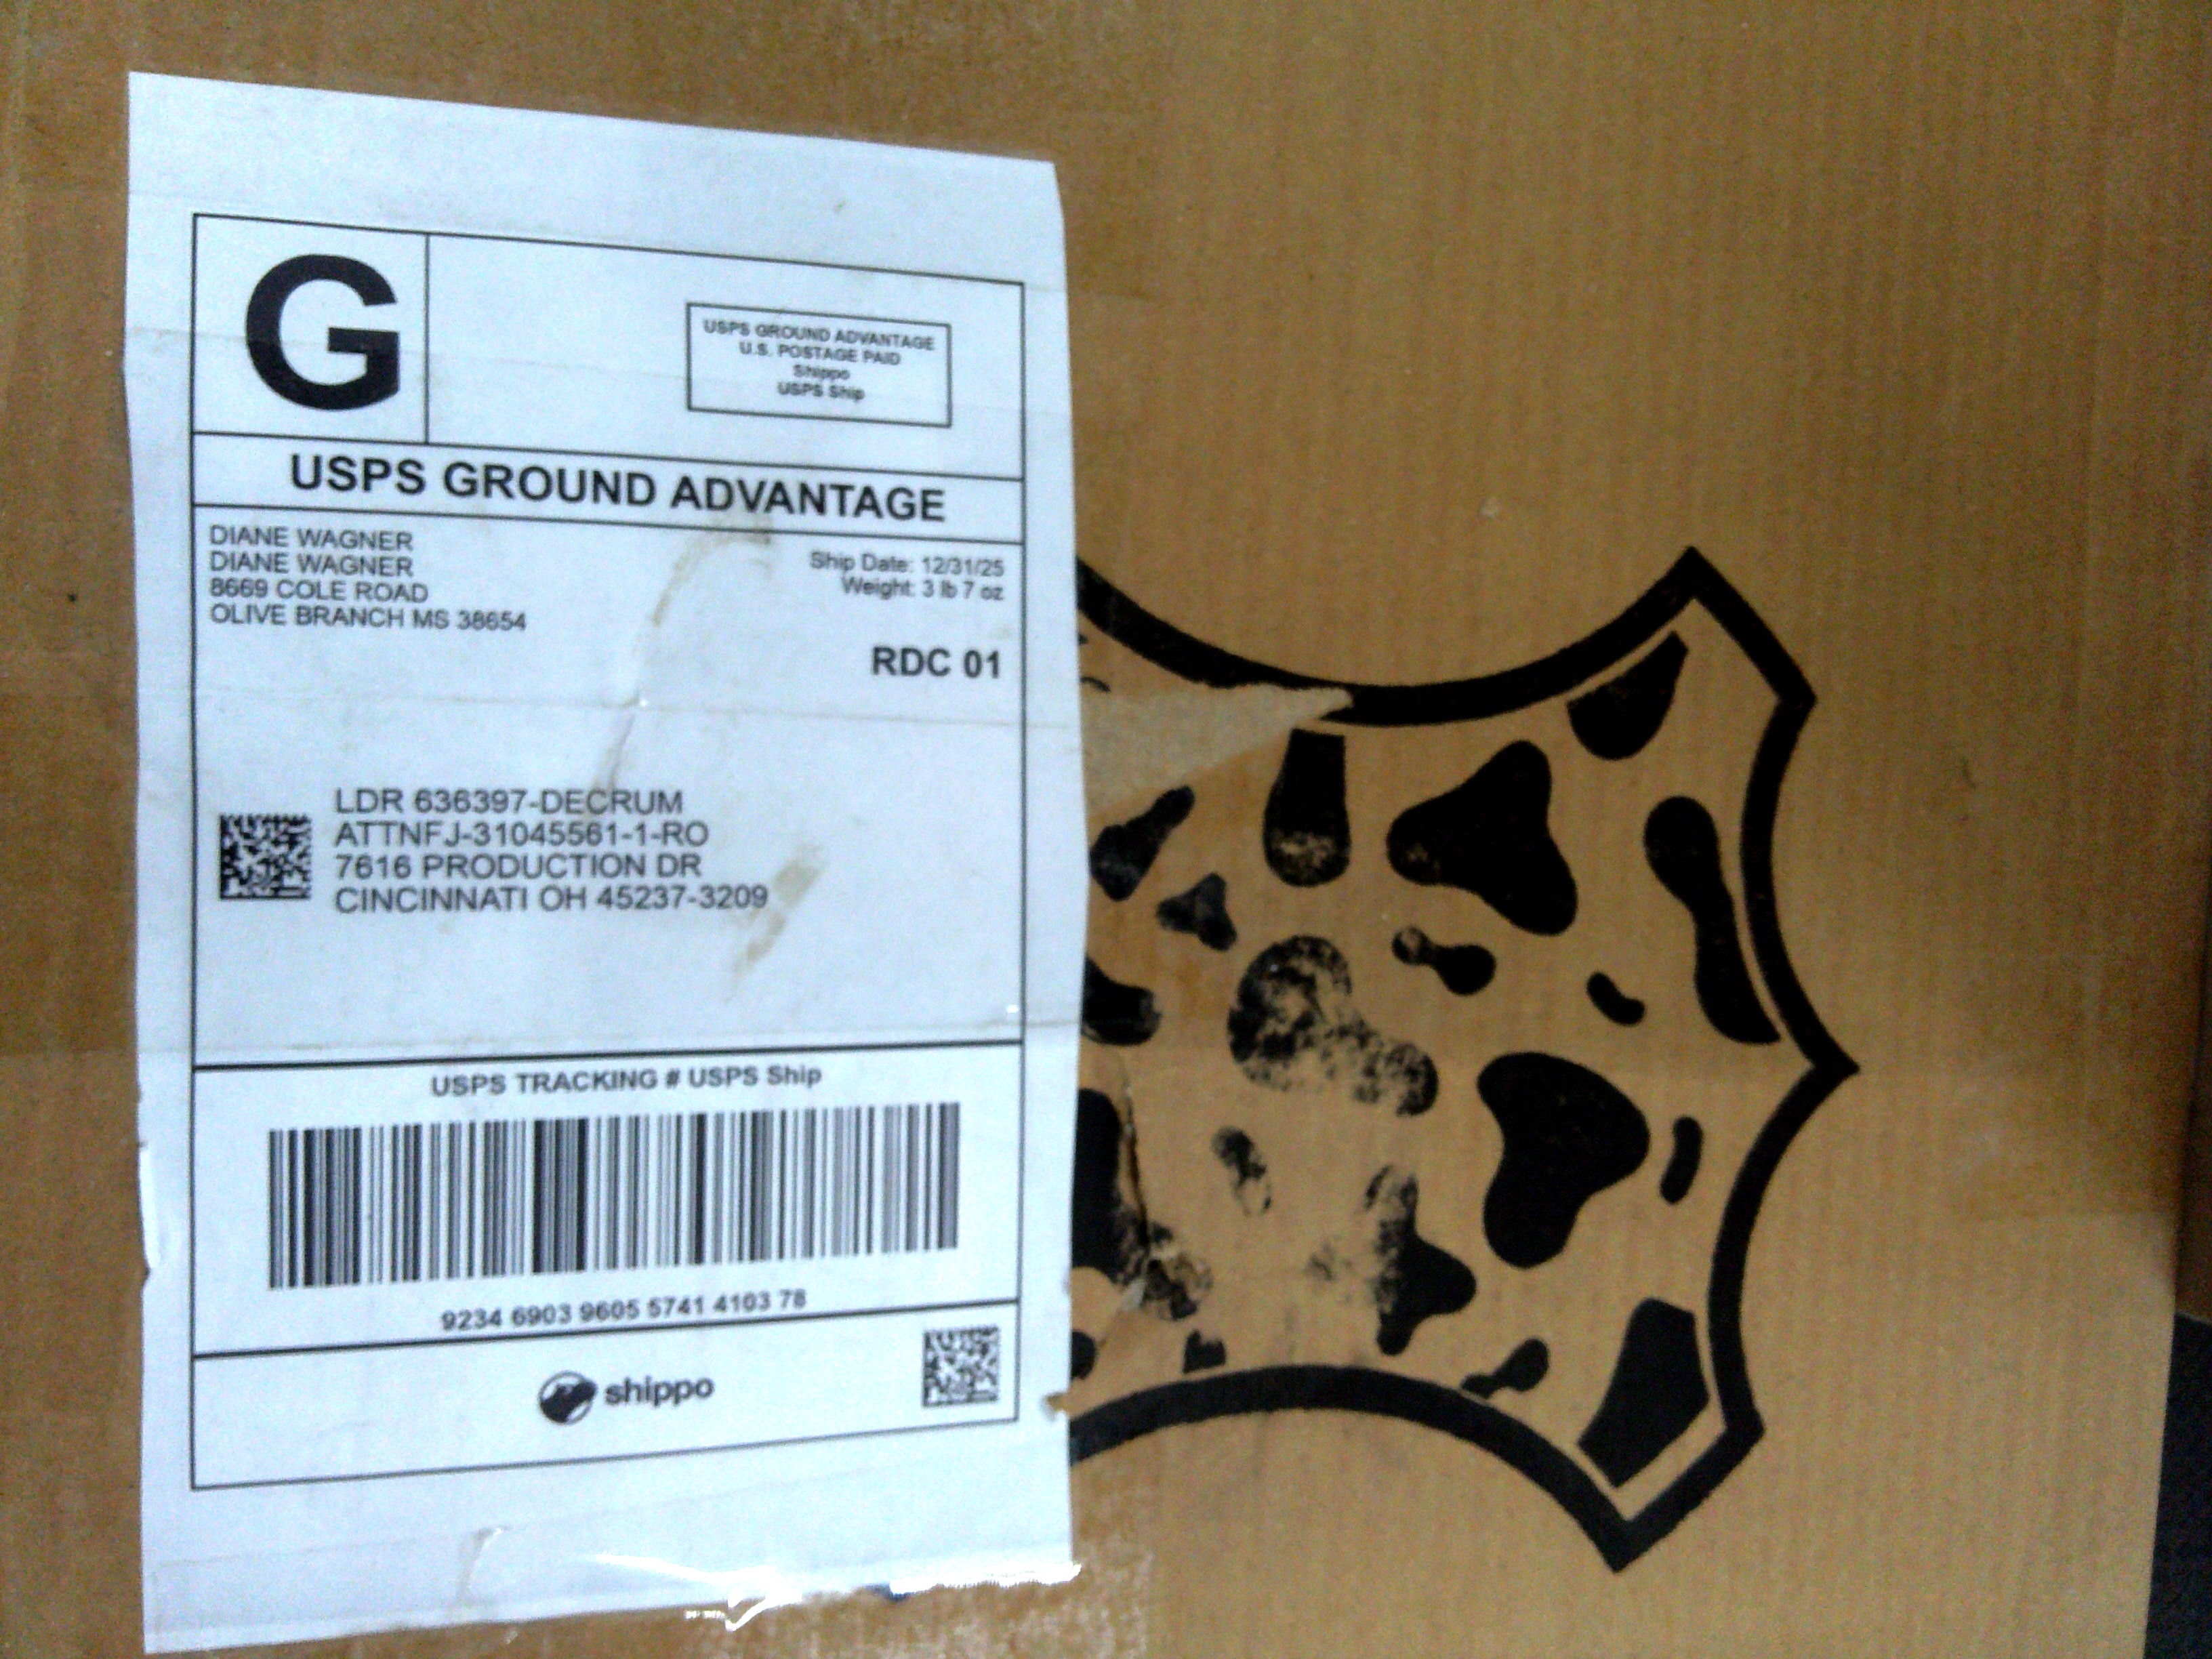 G
USPS GROUND ADVANTAGE
U.S. POSTAGE PAID
Shippo
USPS Ship
USPS GROUND ADVANTAGE
DIANE WAGNER
DIANE WAGNER
8669 COLE ROAD
OLIVE BRANCH MS 38654
Ship Date: 12/31/25
Weight: 3 lb 7 oz
RDC 01
LDR 636397-DECRUM
ATTNFJ-31045561-1-RO
7616 PRODUCTION DR
CINCINNATI OH 45237-3209
USPS TRACKING # USPS Ship
9234 6903 9605 5741 4103 78
shippo